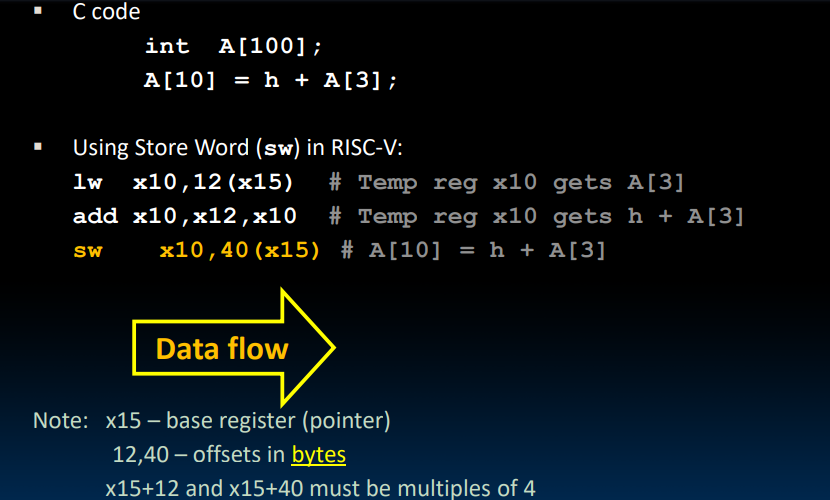 ▪ C code
int A[100];
A[10] = h + A[3];
▪ Using Store Word (sw) in RISC-V:
lw x10,12(x15) # Temp reg x10 gets A[3]
add x10,x12,x10 # Temp reg x10 gets h + A[3]
sw x10,40(x15) # A[10] = h + A[3]
Data flow
Note: x15 – base register (pointer)
12,40 – offsets in bytes
x15+12 and x15+40 must be multiples of 4